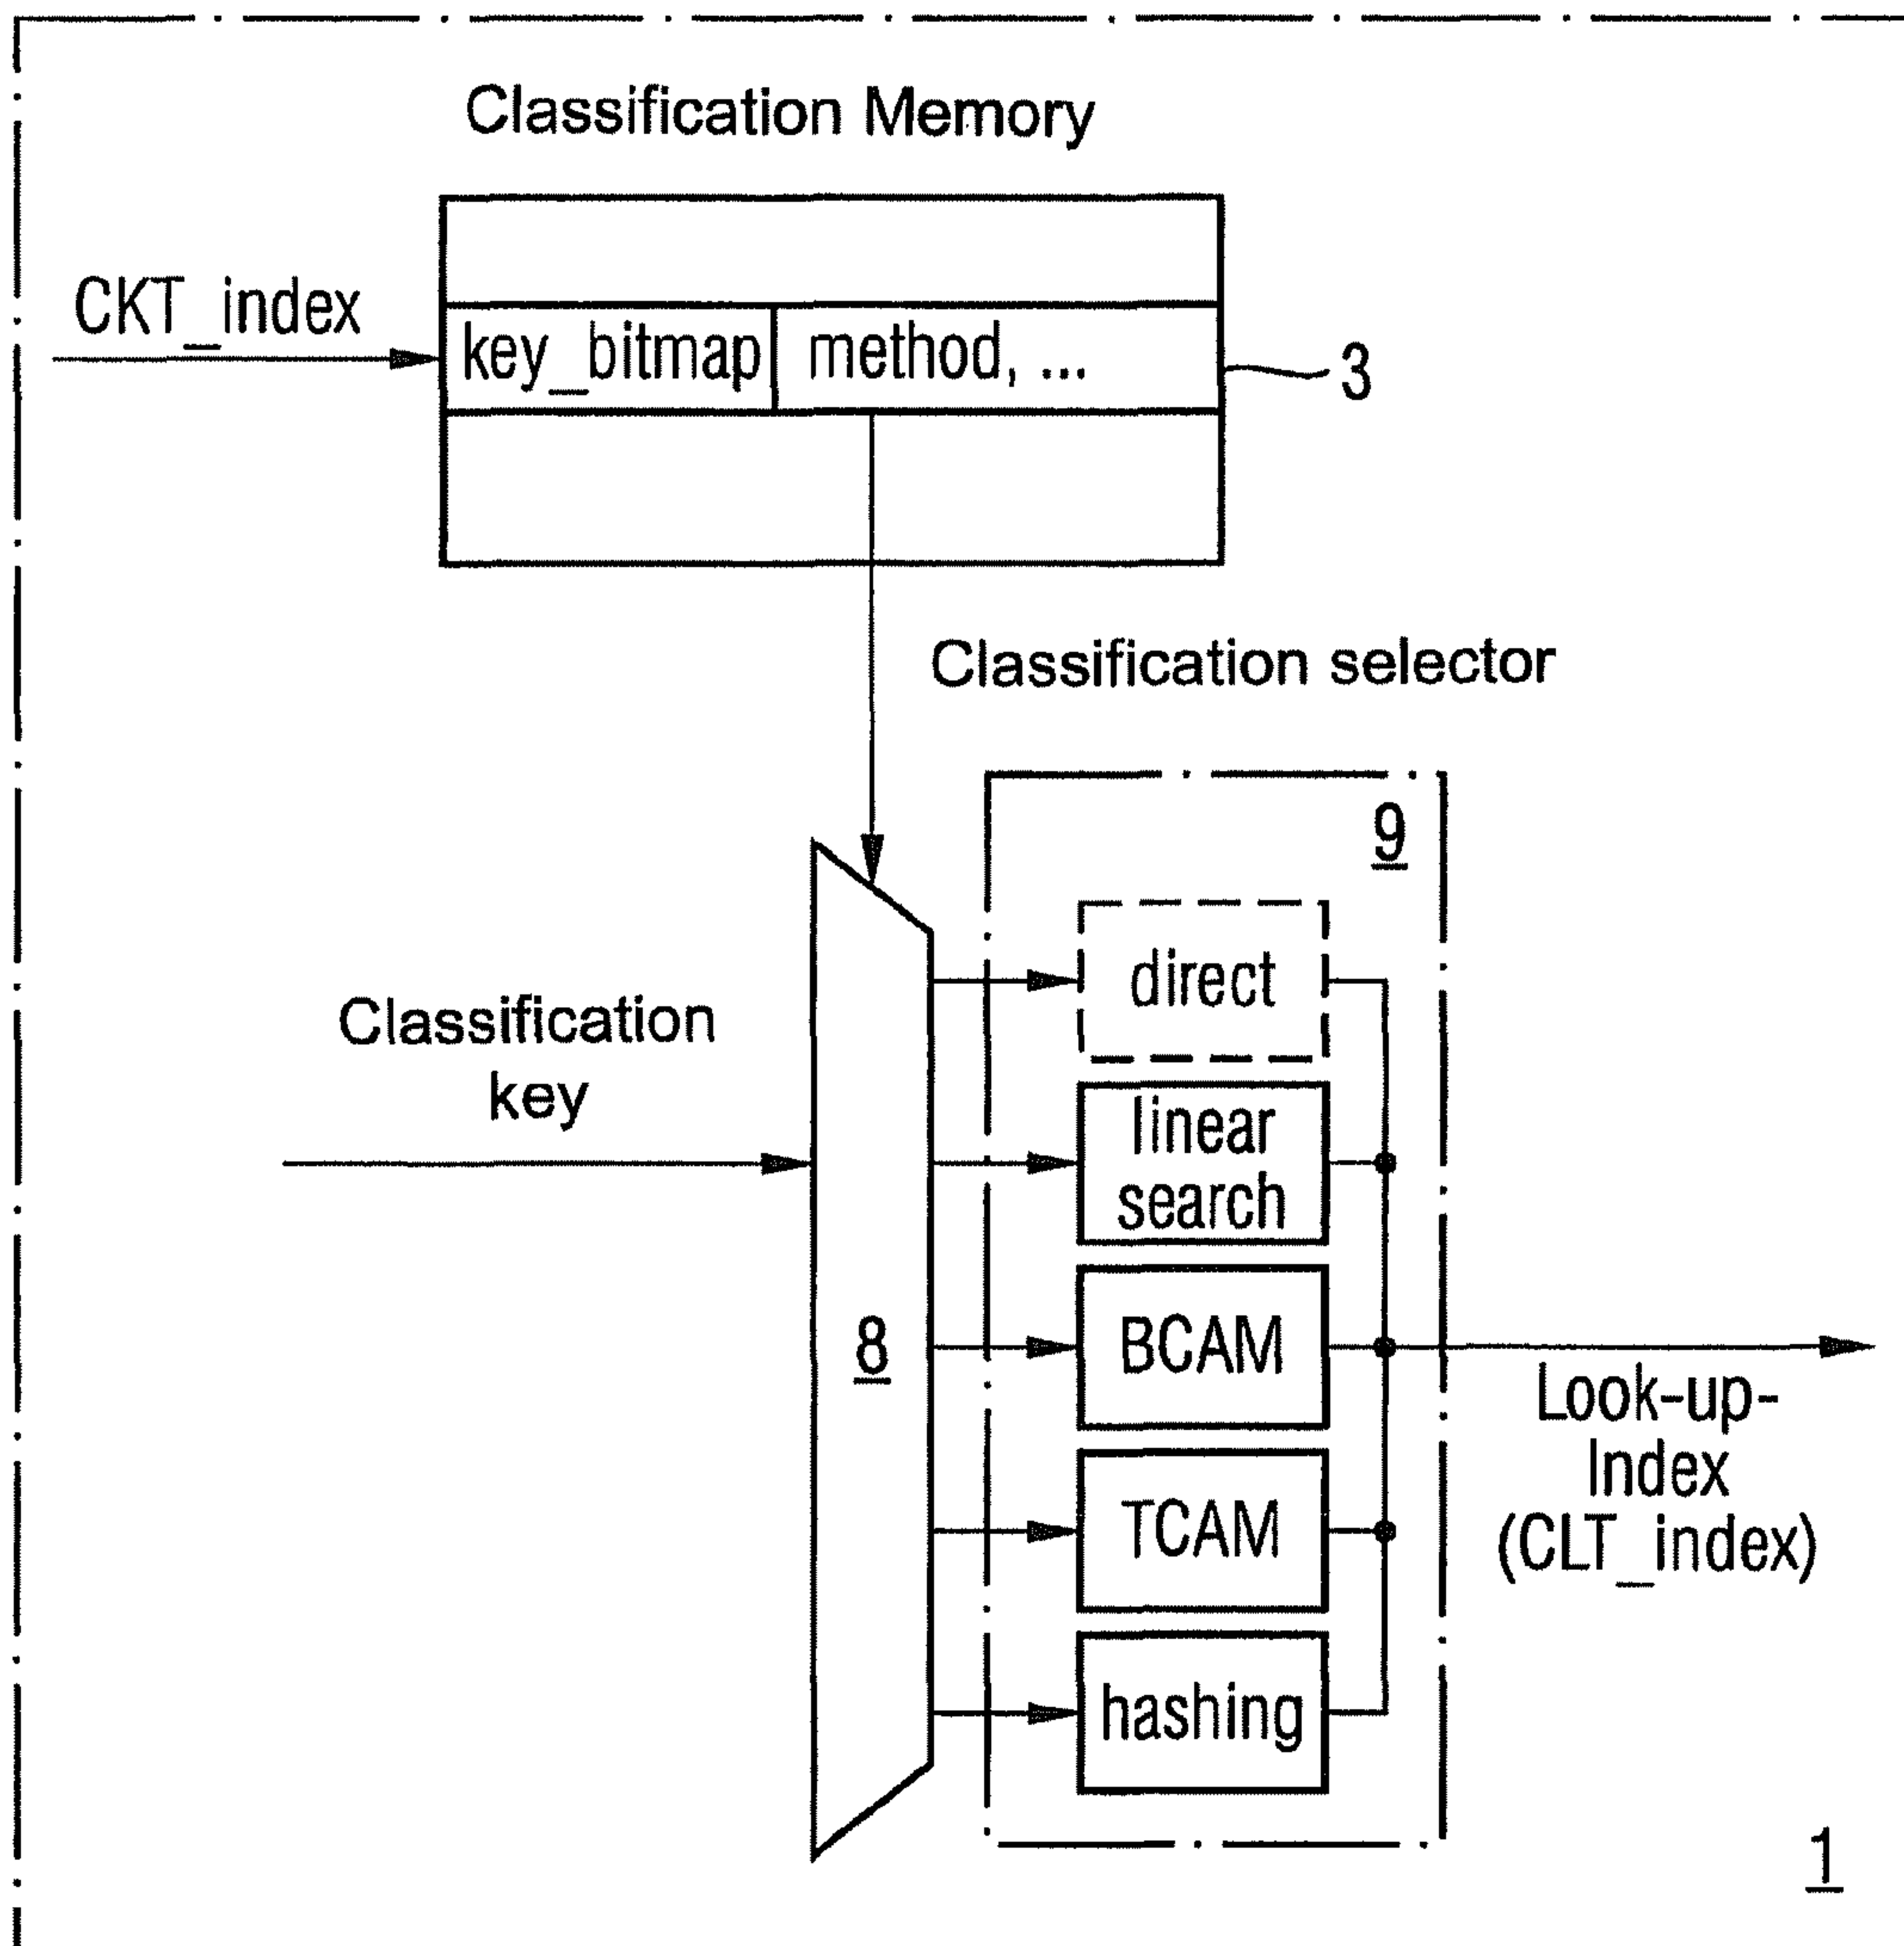 Classification Memory
CKT_index
key_bitmap
method, ...
3
Classification selector
9
direct
Classification
key
linear
search
8
BCAM
Look-up-
Index
(CLT_index)
TCAM
hashing
1